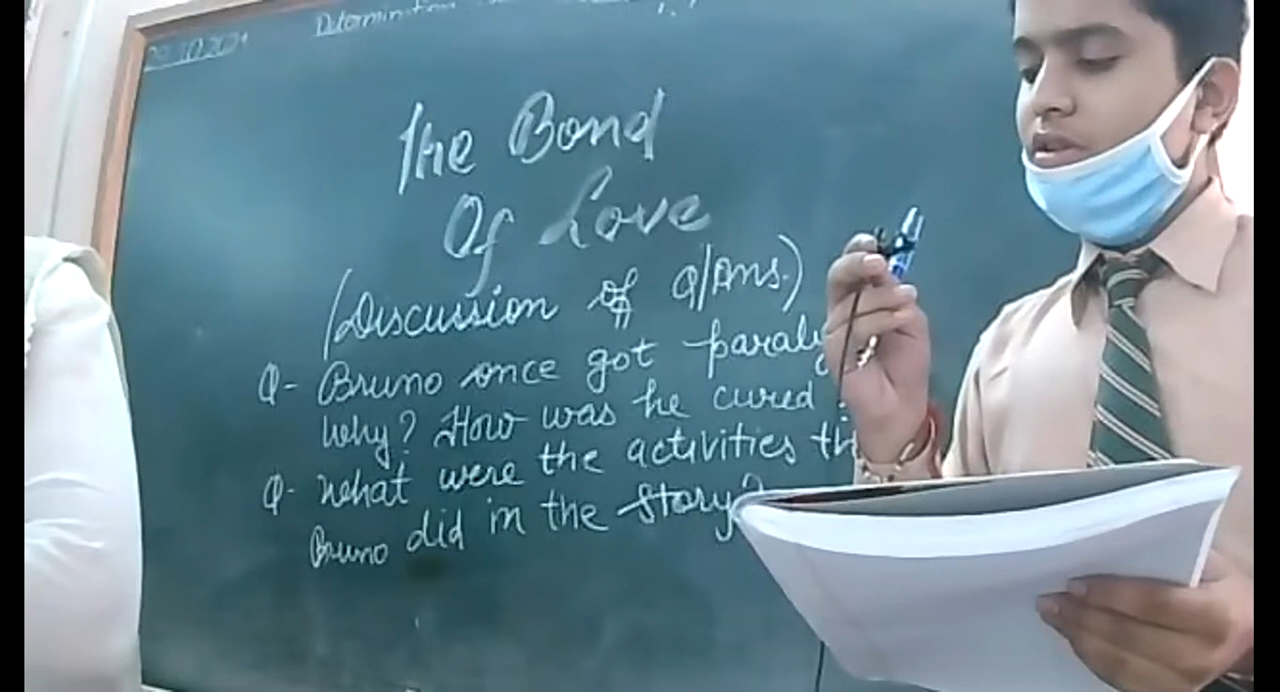 The Bond
Of Love
(Discussion of Q/Ans.)
Q- Bruno once got
why? How was he cured
Q- What were the activities
Bruno did in the story?